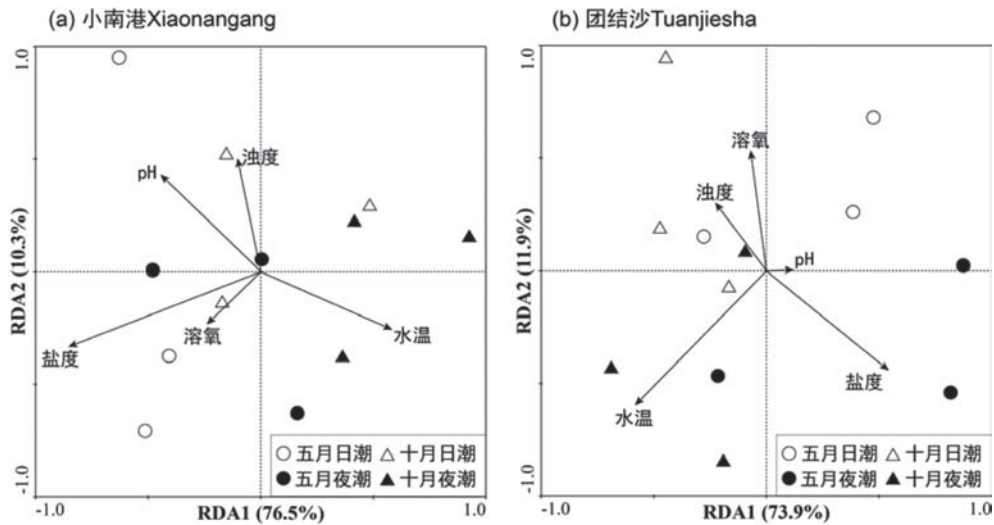 (a) 小南港Xiaonangang
1.0
-1.0
1.0
浊度
pH
溶氧
盐度
水温
RDA2 (10.3%)
○ 五月日潮 △ 十月日潮
● 五月夜潮 ▲ 十月夜潮
-1.0
RDA1 (76.5%)
1.0
(b) 团结沙Tuanjiesha
-1.0
溶氧
浊度
pH
盐度
水温
RDA2 (11.9%)
○ 五月日潮 △ 十月日潮
● 五月夜潮 ▲ 十月夜潮
-1.0
RDA1 (73.9%)
1.0